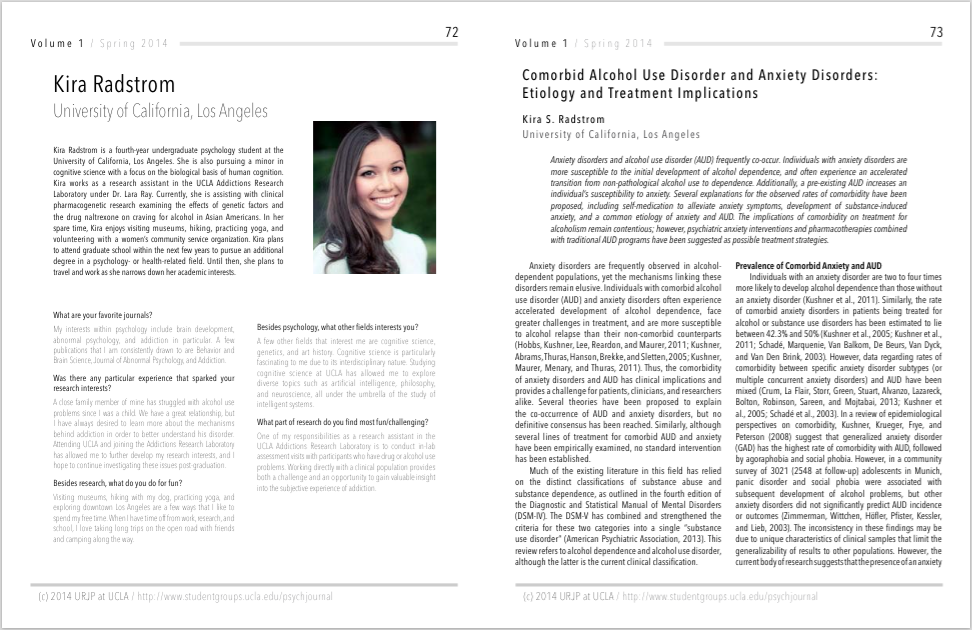 72
Volume 1 / Spring 2014
Kira Radstrom
University of California, Los Angeles
Kira Radstrom is a fourth-year undergraduate psychology student at the
University of California, Los Angeles. She is also pursuing a minor in
cognitive science with a focus on the biological basis of human cognition.
Kira works as a research assistant in the UCLA Addictions Research
Laboratory under Dr. Lara Ray. Currently, she is assisting with clinical
pharmacogenetic research examining the effects of genetic factors and
the drug naltrexone on craving for alcohol in Asian Americans. In her
spare time, Kira enjoys visiting museums, hiking, practicing yoga, and
volunteering with a women's community service organization. Kira plans
to attend graduate school within the next few years to pursue an additional
degree in a psychology- or health-related field. Until then, she plans to
travel and work as she narrows down her academic interests.
What are your favorite journals?
My interests within psychology include brain development,
abnormal psychology, and addiction in particular. A few
publications that I am consistently drawn to are Behavior and
Brain Science, Journal of Abnormal Psychology, and Addiction.
Was there any particular experience that sparked your
research interests?
A close family member of mine has struggled with alcohol use
problems since I was a child. We have a great relationship, but
I have always desired to learn more about the mechanisms
behind addiction in order to better understand his disorder.
Attending UCLA and joining the Addictions Research Laboratory
has allowed me to further develop my research interests, and I
hope to continue investigating these issues post graduation.
Besides research, what do you do for fun?
Visiting museums, hiking with my dog, practicing yoga, and
exploring downtown Los Angeles are a few ways that I like to
spend my free time. When I have time off from work, research, and
school, I love taking long trips on the open road with friends
and camping along the way.
Besides psychology, what other fields interests you?
A few other fields that interest me are cognitive science,
genetics, and art history. Cognitive science is particularly
fascinating to me due to its interdisciplinary nature. Studying
cognitive science at UCLA has allowed me to explore
diverse topics such as artificial intelligence, philosophy,
and neuroscience, all under the umbrella of the study of
intelligent systems.
What part of research do you find most fun/challenging?
One of my responsibilities as a research assistant in the
UCLA Addictions Research Laboratory is to conduct in-lab
assessment visits with participants who have drug or alcohol use
problems. Working directly with a clinical population provides
both a challenge and an opportunity to gain valuable insight
into the subjective experience of addiction.
(c) 2014 URJP at UCLA / http://www.studentgroups.ucla.edu/psychjournal
73
Volume 1 / Spring 2014
Comorbid Alcohol Use Disorder and Anxiety Disorders:
Etiology and Treatment Implications
Kira S. Radstrom
University of California, Los Angeles
Anxiety disorders and alcohol use disorder (AUD) frequently co-occur. Individuals with anxiety disorders are
more susceptible to the initial development of alcohol dependence, and often experience an accelerated
transition from non-pathological alcohol use to dependence. Additionally, a pre-existing AUD increases an
individual's susceptibility to anxiety. Several explanations for the observed rates of comorbidity have been
proposed, including self-medication to alleviate anxiety symptoms, development of substance-induced
anxiety, and a common etiology of anxiety and AUD. The implications of comorbidity on treatment for
alcoholism remain contentious; however, psychiatric anxiety interventions and pharmacotherapies combined
with traditional AUD programs have been suggested as possible treatment strategies.
Anxiety disorders are frequently observed in alcohol-
dependent populations, yet the mechanisms linking these
disorders remain elusive. Individuals with comorbid alcohol
use disorder (AUD) and anxiety disorders often experience
accelerated development of alcohol dependence, face
greater challenges in treatment, and are more susceptible
to alcohol relapse than their non-comorbid counterparts
(Hobbs, Kushner, Lee, Reardon, and Maurer, 2011; Kushner,
Abrams, Thuras, Hanson, Brekke, and Sletten, 2005; Kushner,
Maurer, Menary, and Thuras, 2011). Thus, the comorbidity
of anxiety disorders and AUD has clinical implications and
provides a challenge for patients, clinicians, and researchers
alike. Several theories have been proposed to explain
the co-occurrence of AUD and anxiety disorders, but no
definitive consensus has been reached. Similarly, although
several lines of treatment for comorbid AUD and anxiety
have been empirically examined, no standard intervention
has been established.
Much of the existing literature in this field has relied
on the distinct classifications of substance abuse and
substance dependence, as outlined in the fourth edition of
the Diagnostic and Statistical Manual of Mental Disorders
(DSM-IV). The DSM-V has combined and strengthened the
criteria for these two categories into a single "substance
use disorder" (American Psychiatric Association, 2013). This
review refers to alcohol dependence and alcohol use disorder,
although the latter is the current clinical classification.
Prevalence of Comorbid Anxiety and AUD
Individuals with an anxiety disorder are two to four times
more likely to develop alcohol dependence than those without
an anxiety disorder (Kushner et al., 2011). Similarly, the rate
of comorbid anxiety disorders in patients being treated for
alcohol or substance use disorders has been estimated to lie
between 42.3% and 50% (Kushner et al., 2005; Kushner et al.,
2011; Schadé, Marquenie, Van Balkom, De Beurs, Van Dyck,
and Van Den Brink, 2003). However, data regarding rates of
comorbidity between specific anxiety disorder subtypes (or
multiple concurrent anxiety disorders) and AUD have been
mixed (Crum, La Flair, Storr, Green, Stuart, Alvanzo, Lazareck,
Bolton, Robinson, Sareen, and Mojtabai, 2013; Kushner et
al., 2005; Schadé et al., 2003). In a review of epidemiological
perspectives on comorbidity, Kushner, Krueger, Frye, and
Peterson (2008) suggest that generalized anxiety disorder
(GAD) has the highest rate of comorbidity with AUD, followed
by agoraphobia and social phobia. However, in a community
survey of 3021 (2548 at follow-up) adolescents in Munich,
panic disorder and social phobia were associated with
subsequent development of alcohol problems, but other
anxiety disorders did not significantly predict AUD incidence
or outcomes (Zimmerman, Wittchen, Höfler, Pfister, Kessler,
and Lieb, 2003). The inconsistency in these findings may be
due to unique characteristics of clinical samples that limit the
generalizability of results to other populations. However, the
current body of research suggests that the presence of an anxiety
(c) 2014 URJP at UCLA / http://www.studentgroups.ucla.edu/psychjournal